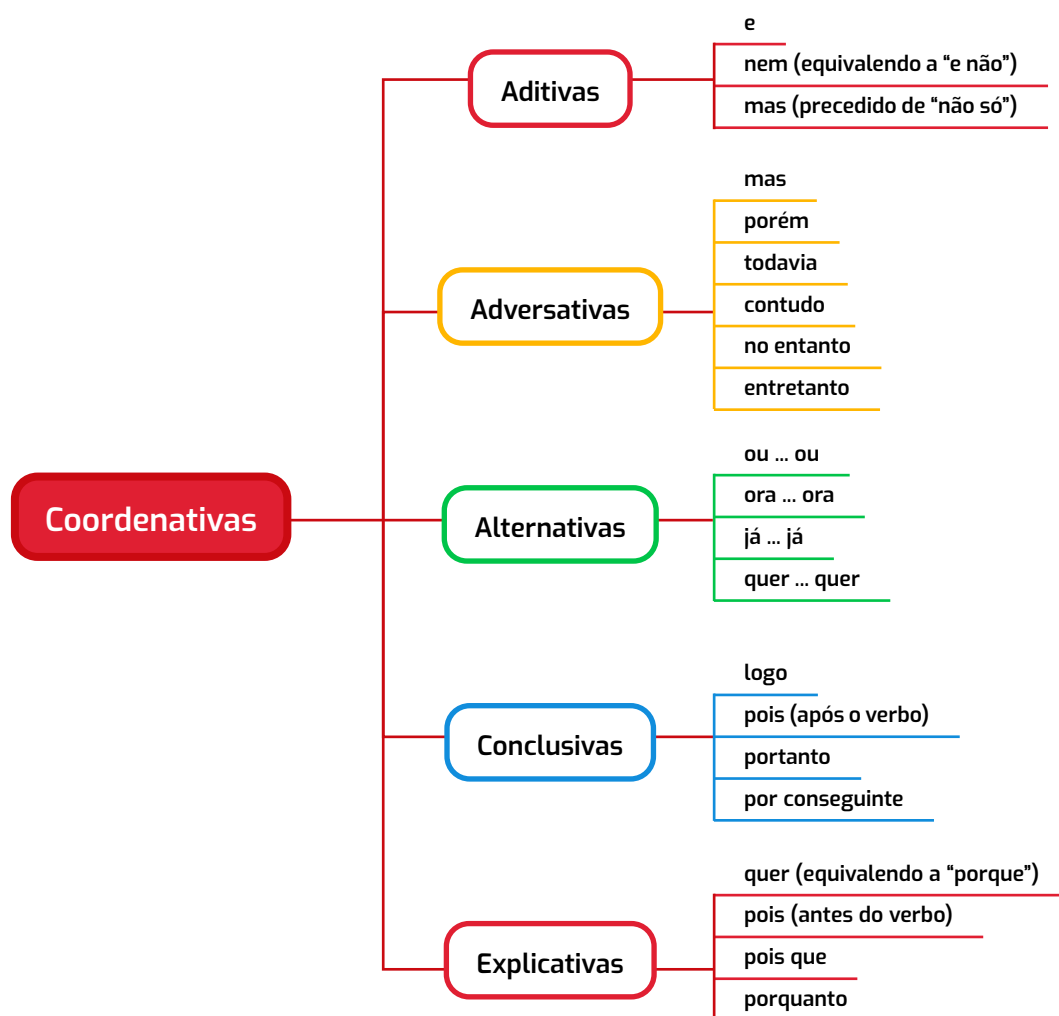 Coordenativas
Aditivas
e
nem (equivalendo a “e não”)
mas (precedido de “não só”)
Adversativas
mas
porém
todavia
contudo
no entanto
entretanto
Alternativas
ou ... ou
ora ... ora
já ... já
quer ... quer
Conclusivas
logo
pois (após o verbo)
portanto
por conseguinte
Explicativas
quer (equivalendo a “porque”)
pois (antes do verbo)
pois que
porquanto